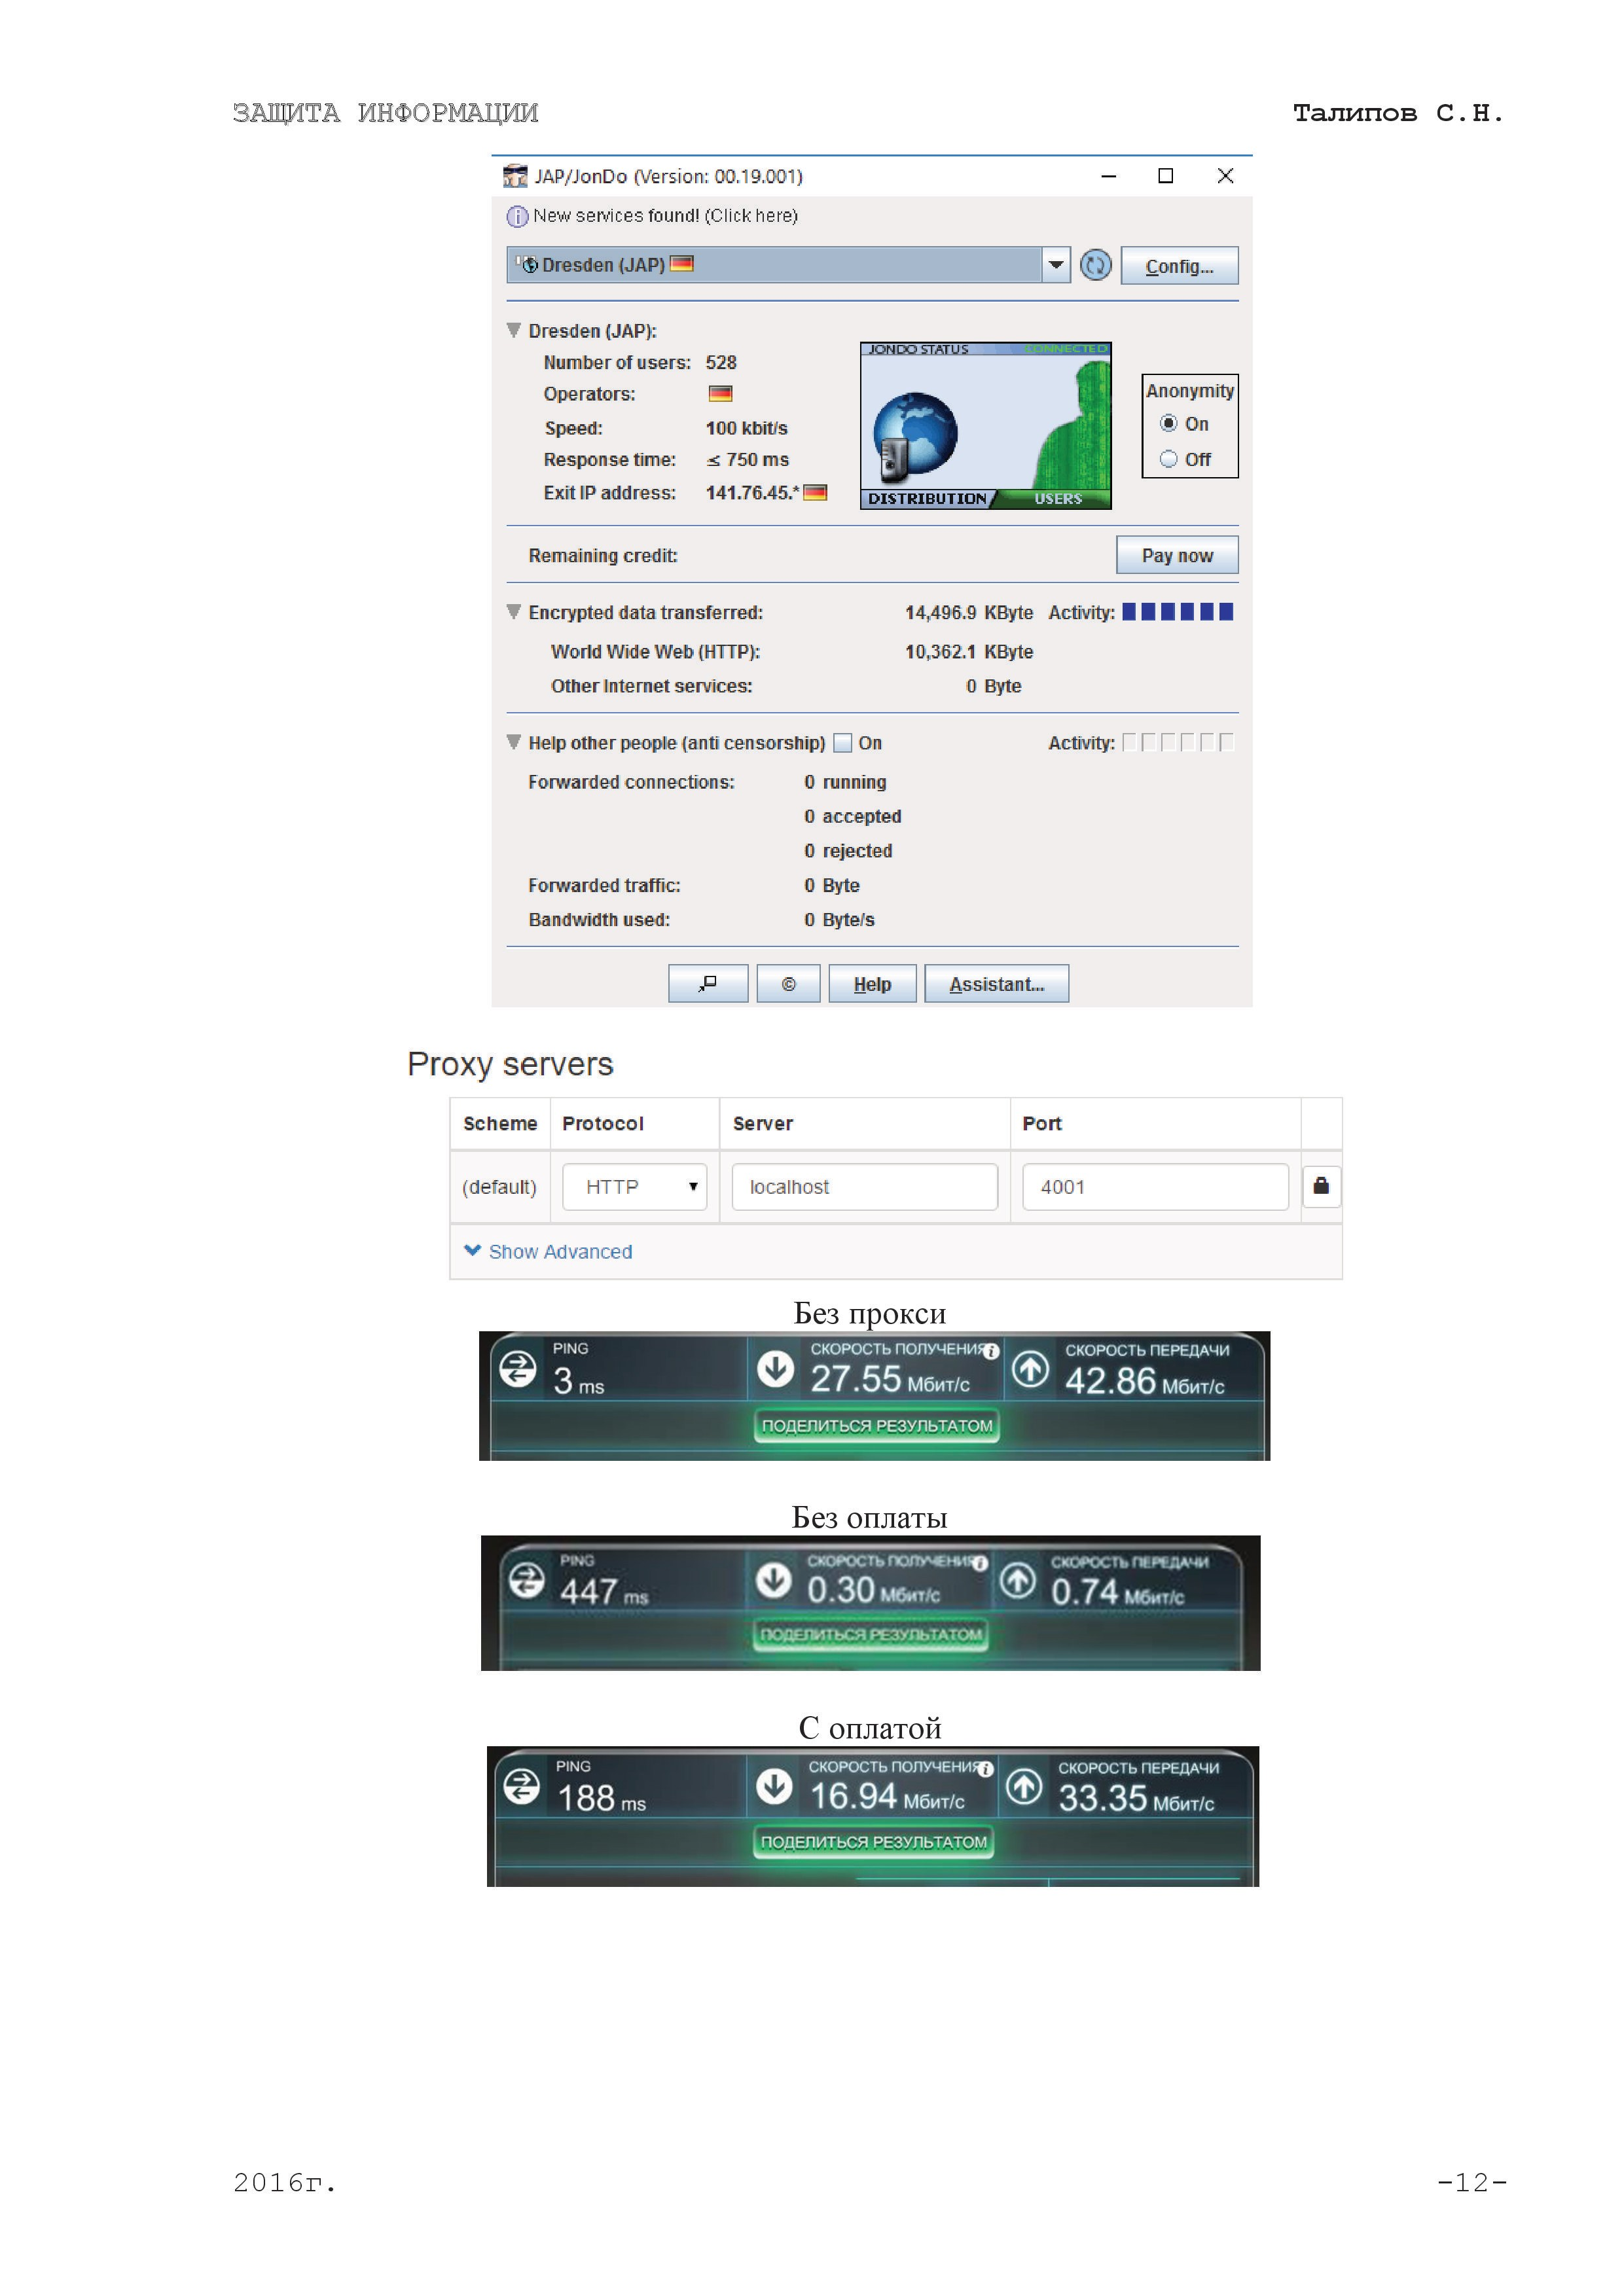 ЗАЩИТА ИНФОРМАЦИИ Талипов С.Н.
JAP/JonDo (Version: 00.19.001)
New services found! (Click here)
Dresden (JAP) Config...
Dresden (JAP):
Number of users: 528
Operators:
Speed: 100 kbit/s
Response time: ≤ 750 ms
Exit IP address: 141.76.45.*
JONDO STATUS CONNECTED
DISTRIBUTION USERS
Anonymity
On
Off
Remaining credit: Pay now
Encrypted data transferred: 14,496.9 KByte Activity:
World Wide Web (HTTP): 10,362.1 KByte
Other Internet services: 0 Byte
Help other people (anti censorship) On Activity:
Forwarded connections: 0 running
0 accepted
0 rejected
Forwarded traffic: 0 Byte
Bandwidth used: 0 Byte/s
© Help Assistant...
Proxy servers
Scheme Protocol Server Port
(default) HTTP localhost 4001
Show Advanced
Без прокси
PING СКОРОСТЬ ПОЛУЧЕНИЯ СКОРОСТЬ ПЕРЕДАЧИ
3 ms 27.55 Мбит/с 42.86 Мбит/с
ПОДЕЛИТЬСЯ РЕЗУЛЬТАТОМ
Без оплаты
PING СКОРОСТЬ ПОЛУЧЕНИЯ СКОРОСТЬ ПЕРЕДАЧИ
447 ms 0.30 Мбит/с 0.74 Мбит/с
ПОДЕЛИТЬСЯ РЕЗУЛЬТАТОМ
С оплатой
PING СКОРОСТЬ ПОЛУЧЕНИЯ СКОРОСТЬ ПЕРЕДАЧИ
188 ms 16.94 Мбит/с 33.35 Мбит/с
ПОДЕЛИТЬСЯ РЕЗУЛЬТАТОМ
2016г. -12-